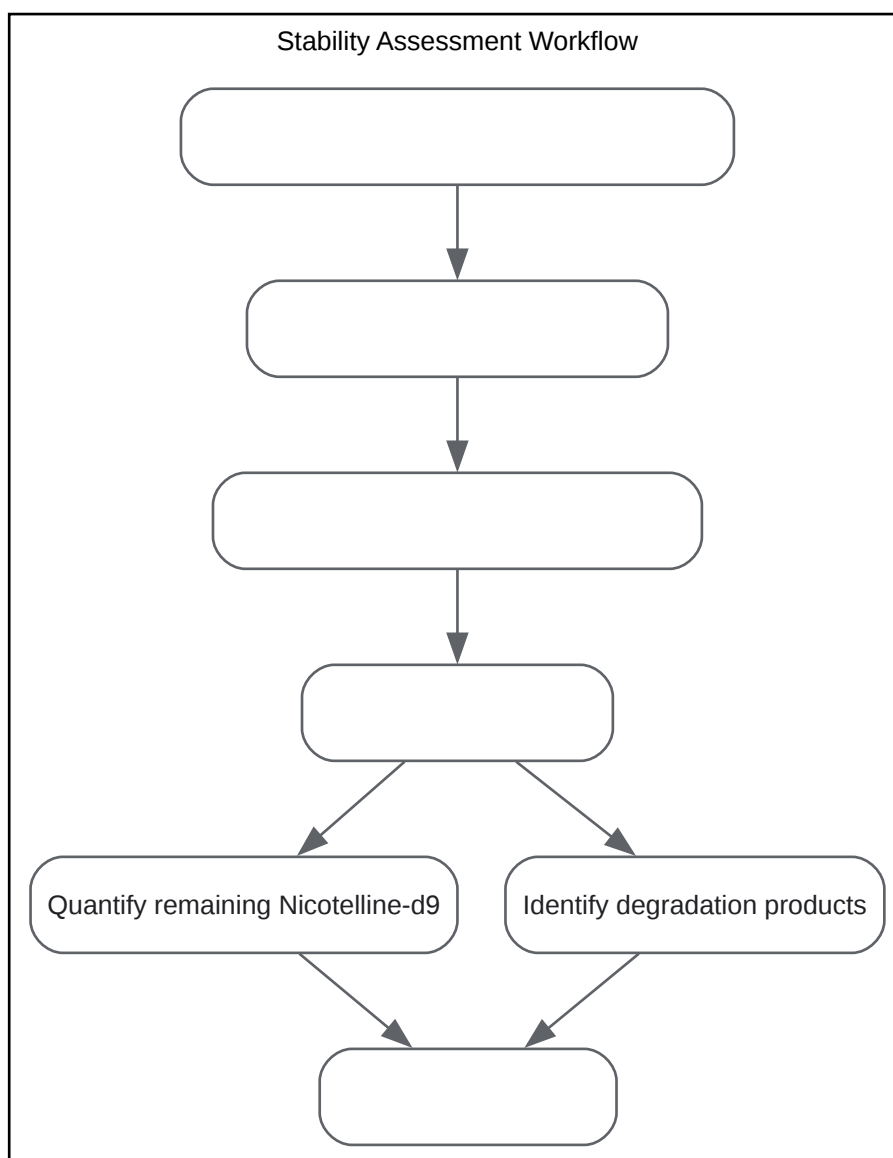 Stability Assessment Workflow
Quantify remaining Nicotelline-d9
Identify degradation products